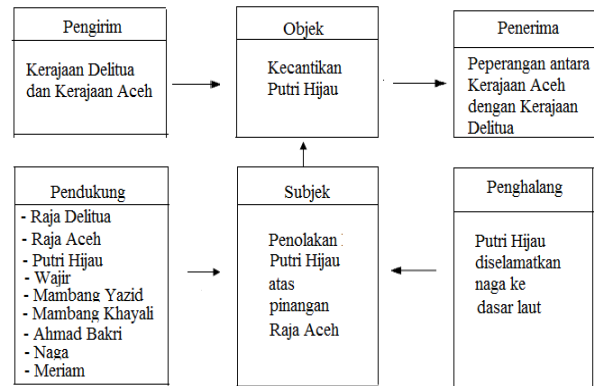 Pengirim
Kerajaan Delitua
dan Kerajaan Aceh
Objek
Kecantikan
Putri Hijau
Penerima
Peperangan antara
Kerajaan Aceh
dengan Kerajaan
Delitua
Pendukung
- Raja Delitua
- Raja Aceh
- Putri Hijau
- Wajir
- Mambang Yazid
- Mambang Khayali
- Ahmad Bakri
- Naga
- Meriam
Subjek
Penolakan
Putri Hijau
atas
pinangan
Raja Aceh
Penghalang
Putri Hijau
diselamatkan
naga ke
dasar laut